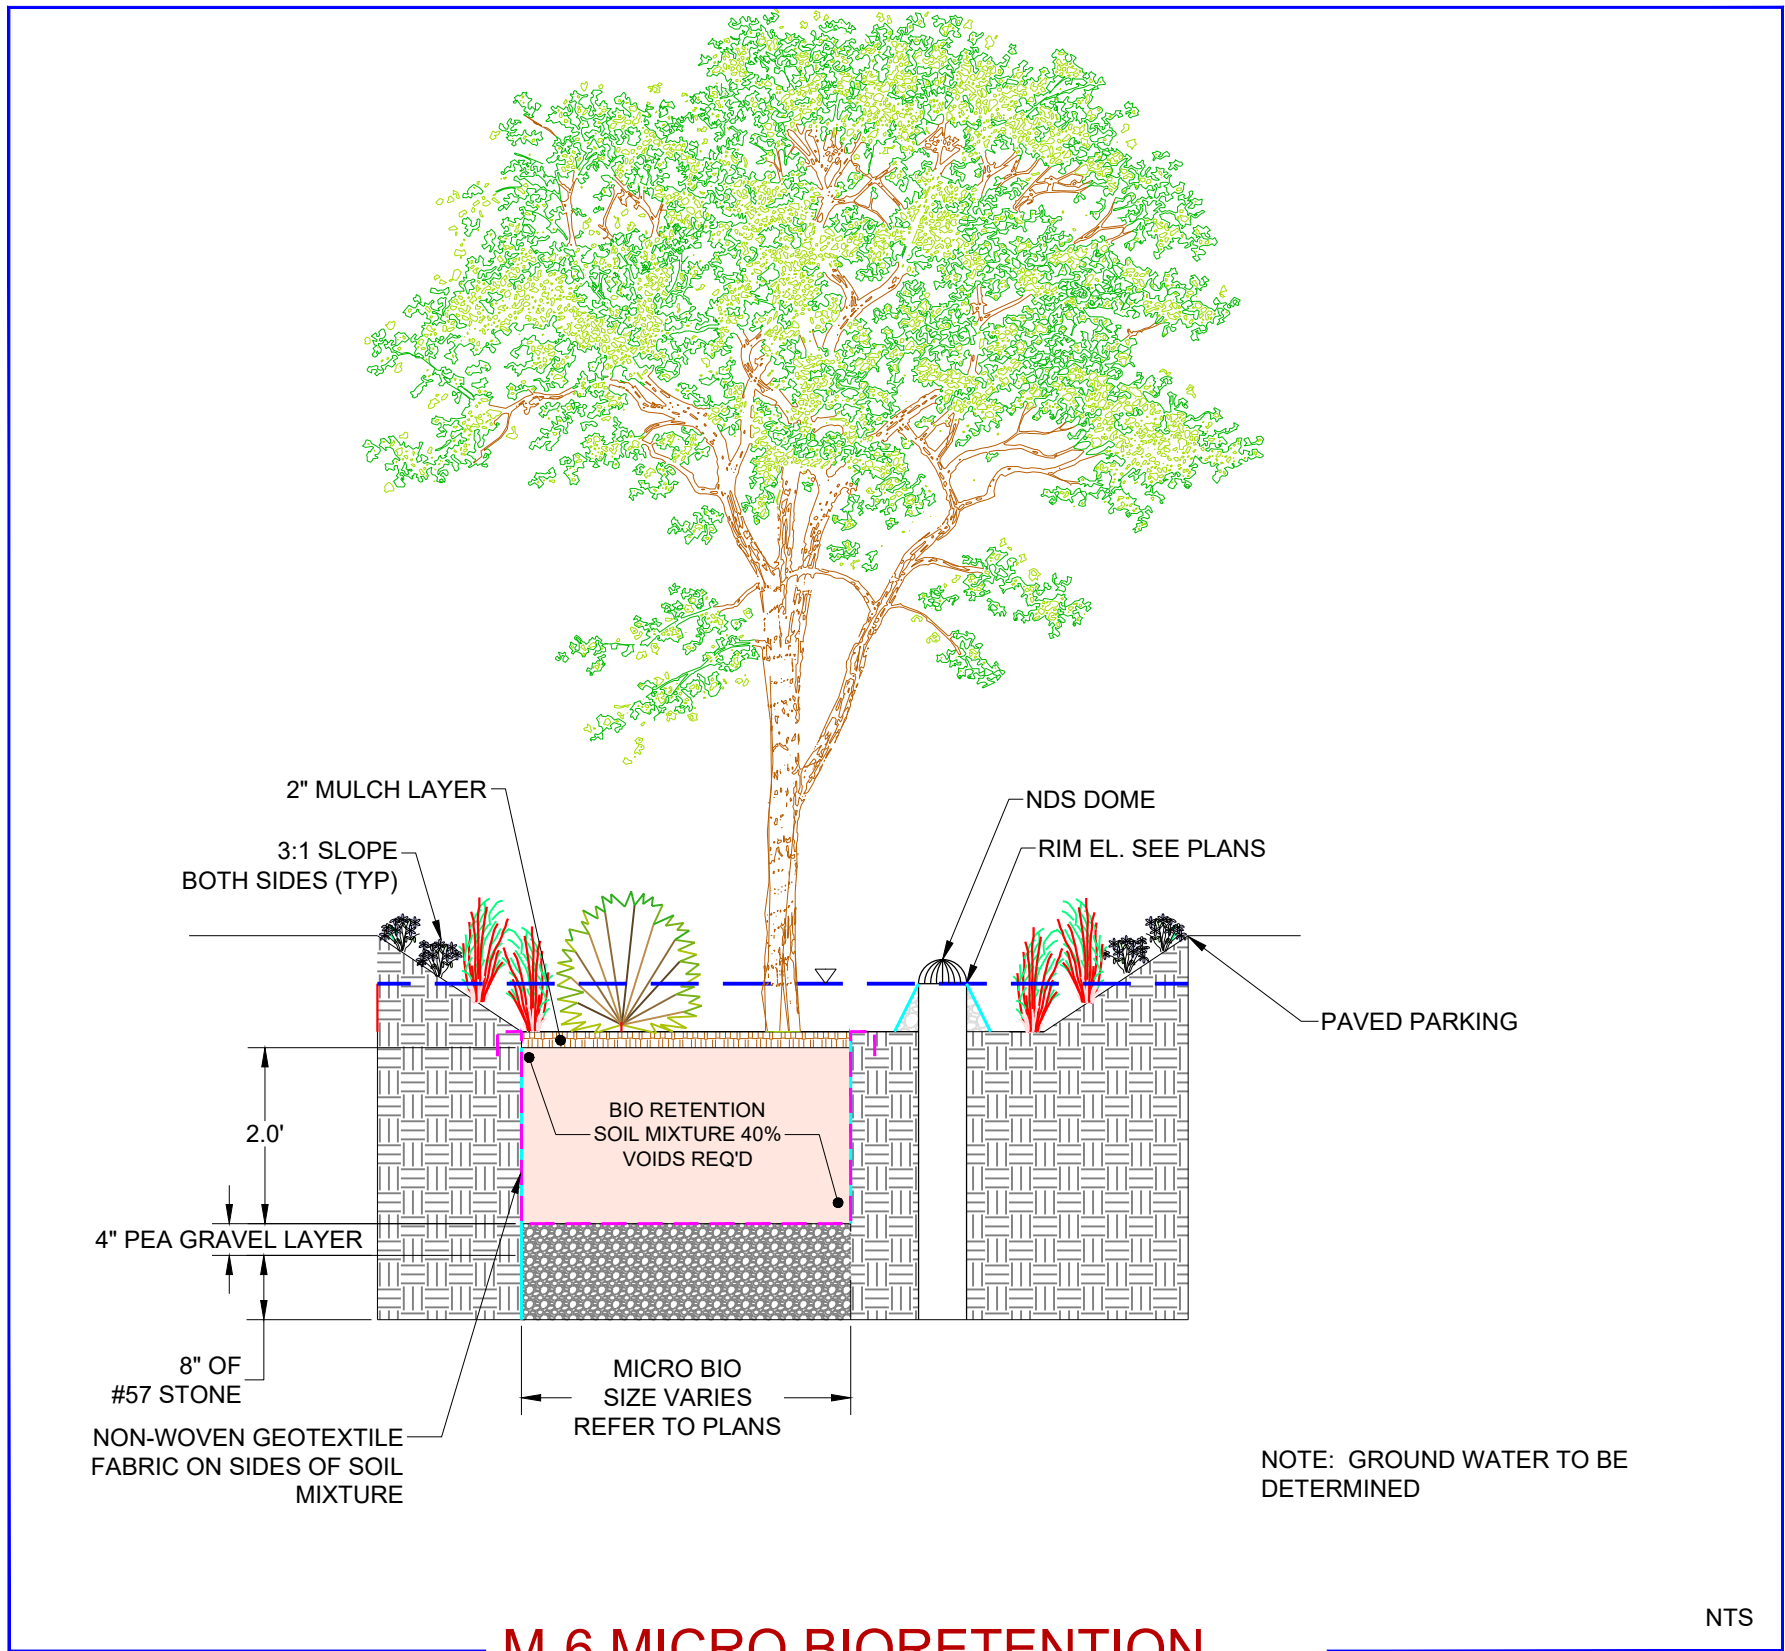 2" MULCH LAYER
NDS DOME
3:1 SLOPE
BOTH SIDES (TYP)
RIM EL. SEE PLANS
PAVED PARKING
BIO RETENTION
SOIL MIXTURE 40%
VOIDS REQ'D
2.0'
4" PEA GRAVEL LAYER
8" OF
#57 STONE
MICRO BIO
SIZE VARIES
REFER TO PLANS
NON-WOVEN GEOTEXTILE
FABRIC ON SIDES OF SOIL
MIXTURE
NOTE: GROUND WATER TO BE
DETERMINED
NTS
M-6 MICRO BIORETENTION